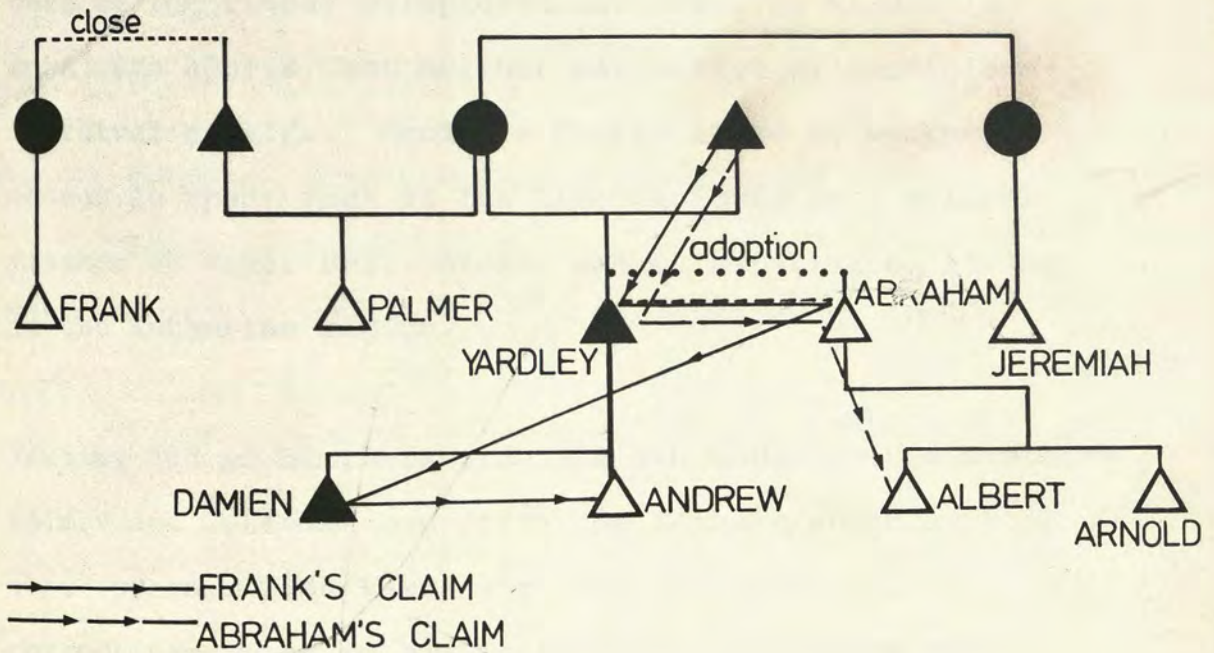 close
adoption
FRANK
PALMER
ABRAHAM
YARDLEY
JEREMIAH
DAMIEN
ANDREW
ALBERT
ARNOLD
FRANK'S CLAIM
ABRAHAM'S CLAIM